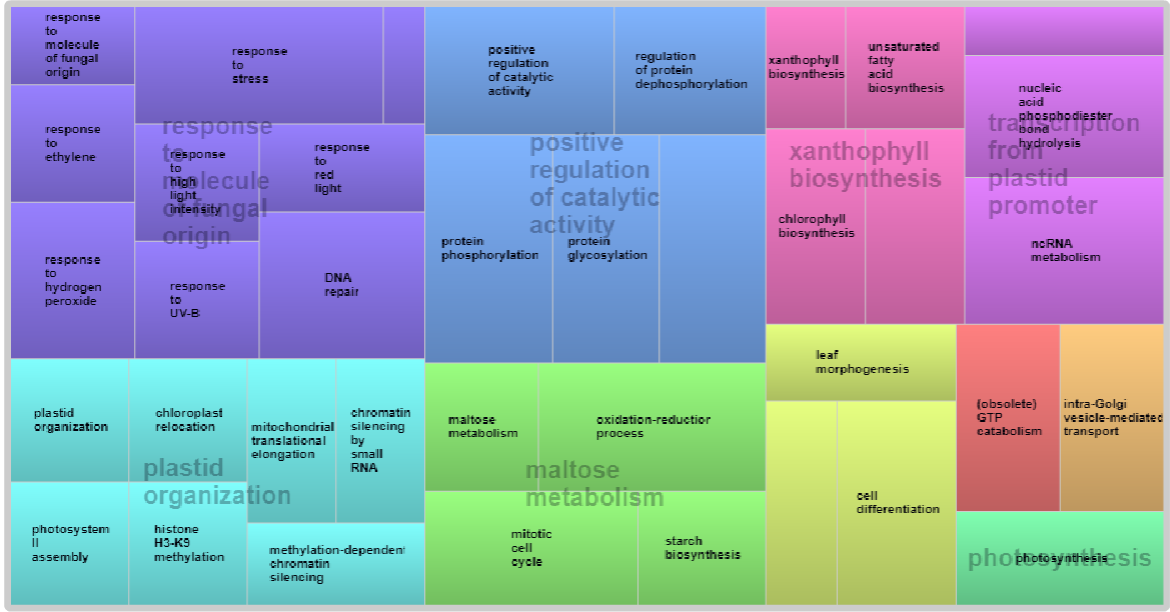 response
to
molecule
of fungal
origin
response
to
stress
response
to
ethylene
response
to
high
light
intensity
response
to
red
light
response
to
hydrogen
peroxide
response
to
UV-B
DNA
repair
response
to
molecule
of fungal
origin
positive
regulation
of catalytic
activity
regulation
of protein
dephosphorylation
protein
phosphorylation
protein
glycosylation
positive
regulation
of catalytic
activity
xanthophyll
biosynthesis
unsaturated
fatty
acid
biosynthesis
chlorophyll
biosynthesis
xanthophyll
biosynthesis
nucleic
acid
phosphodiester
bond
hydrolysis
ncRNA
metabolism
transcription
from
plastid
promoter
plastid
organization
chloroplast
relocation
mitochondrial
translational
elongation
chromatin
silencing
by
small
RNA
photosystem
II
assembly
histone
H3-K9
methylation
methylation-dependent
chromatin
silencing
plastid
organization
maltose
metabolism
oxidation-reduction
process
mitotic
cell
cycle
starch
biosynthesis
maltose
metabolism
leaf
morphogenesis
cell
differentiation
(obsolete)
GTP
catabolism
intra-Golgi
vesicle-mediated
transport
photosynthesis
photosynthesis